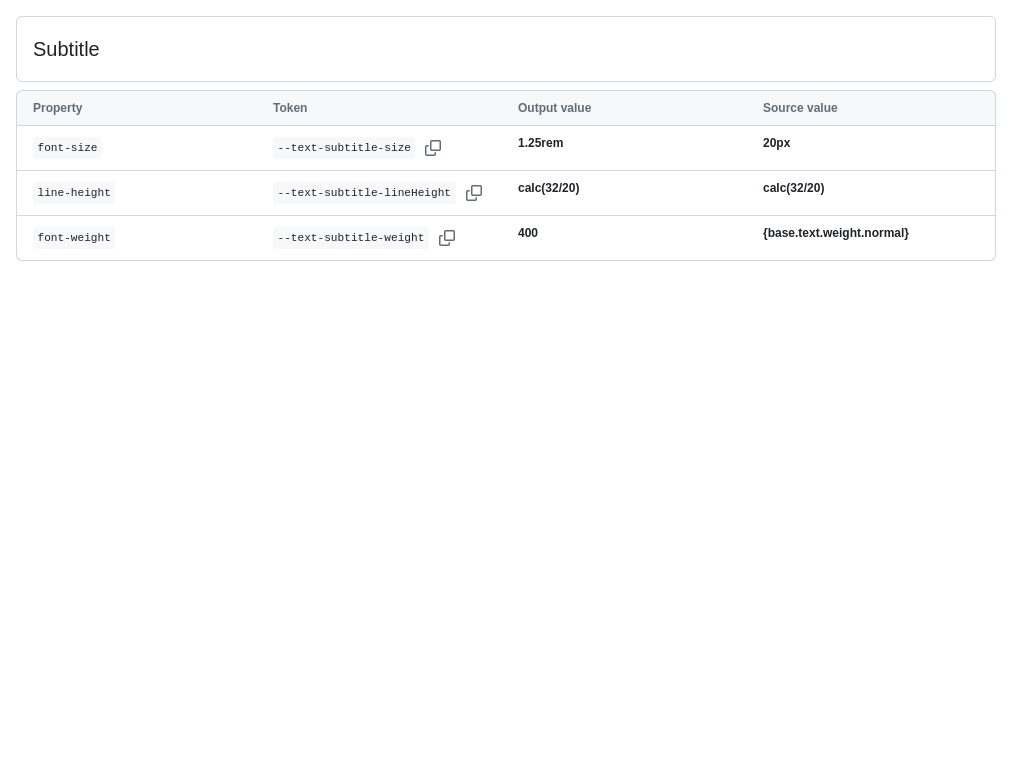 Subtitle
Property Token Output value Source value
font-size --text-subtitle-size 1.25rem 20px
line-height --text-subtitle-lineHeight calc(32/20) calc(32/20)
font-weight --text-subtitle-weight 400 {base.text.weight.normal}